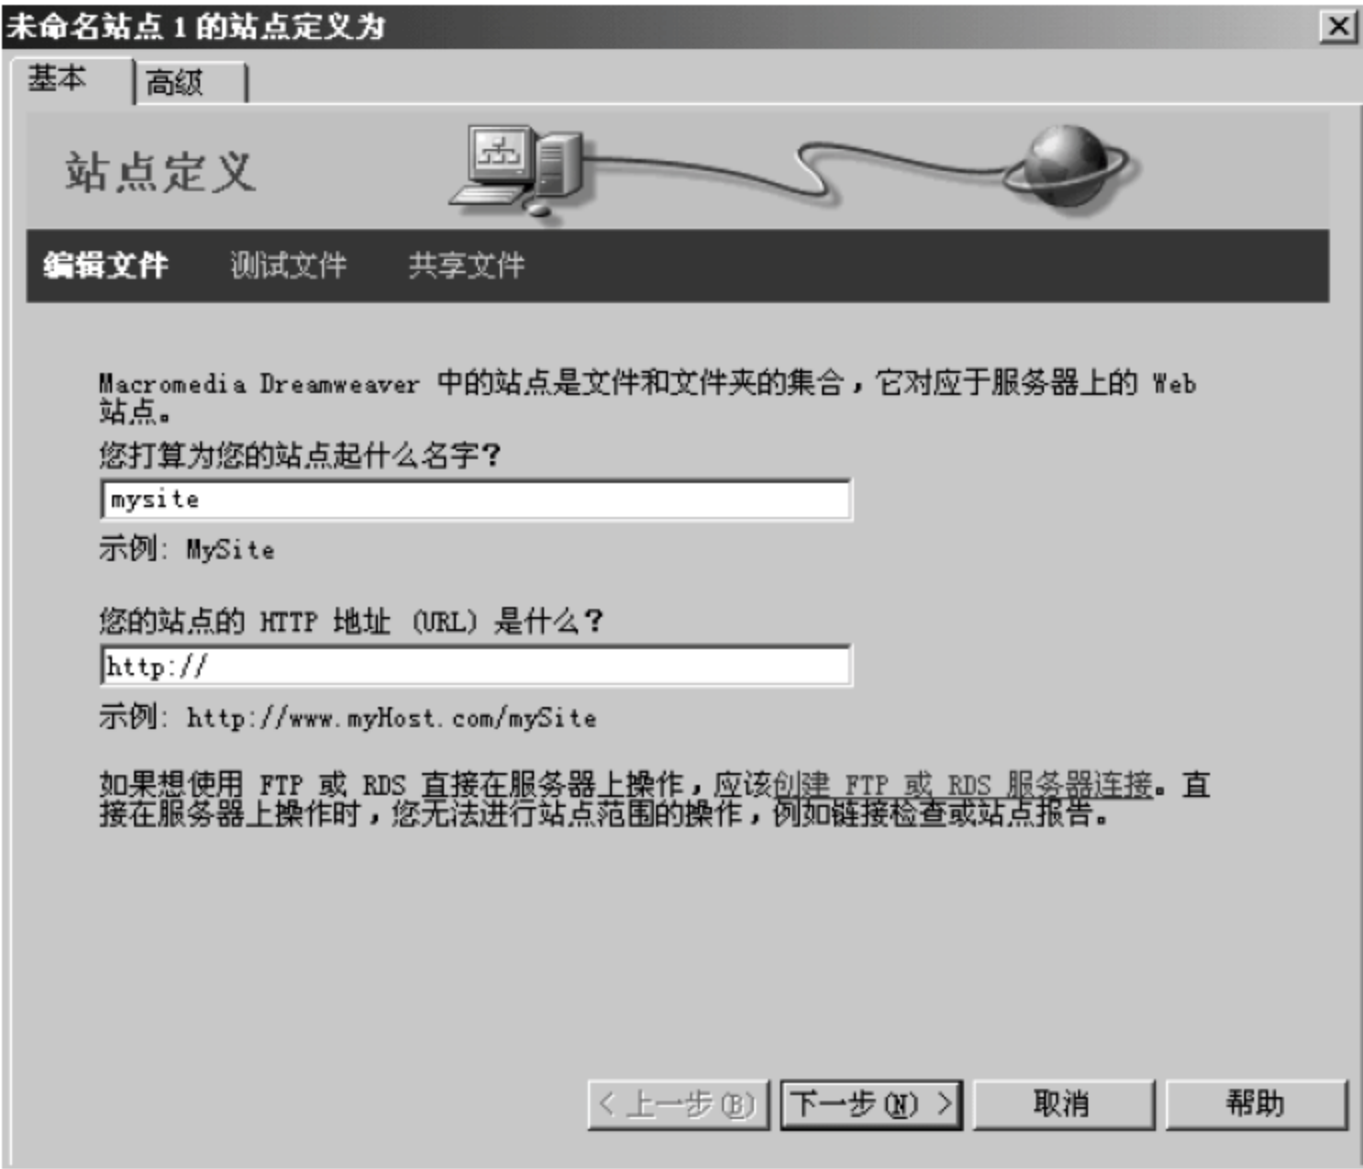 未命名站点 1 的站点定义为
基本 高级
站点定义
编辑文件 测试文件 共享文件
Macromedia Dreamweaver 中的站点是文件和文件夹的集合，它对应于服务器上的 Web
站点。
您打算为您的站点起什么名字？
mysite
示例: MySite
您的站点的 HTTP 地址 (URL) 是什么？
http://
示例: http://www.myHost.com/mySite
如果想使用 FTP 或 RDS 直接在服务器上操作，应该创建 FTP 或 RDS 服务器连接。直
接在服务器上操作时，您无法进行站点范围的操作，例如链接检查或站点报告。
< 上一步(B) 下一步(N) > 取消 帮助